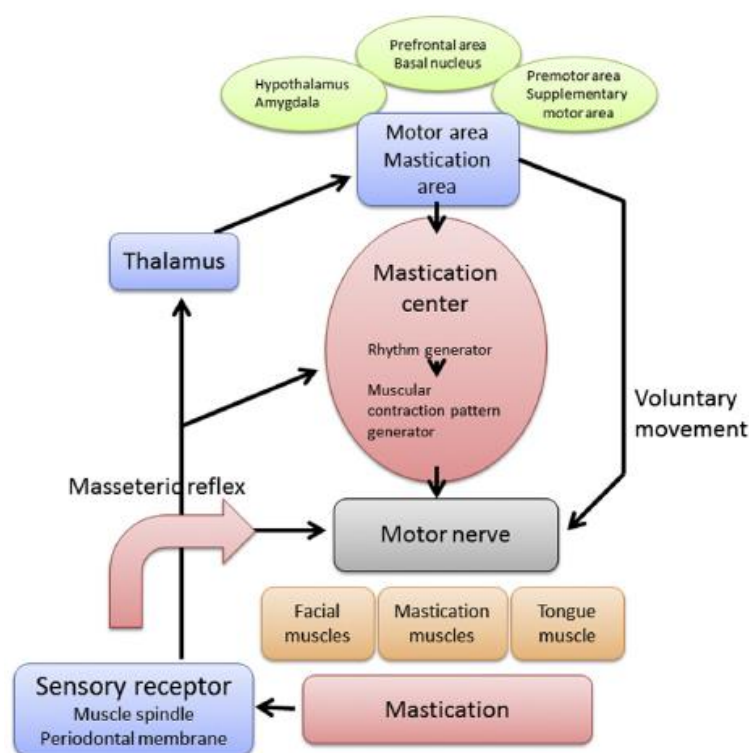 Prefrontal area
Basal nucleus
Hypothalamus
Amygdala
Premotor area
Supplementary
motor area
Motor area
Mastication
area
Thalamus
Mastication
center
Rhythm generator
Muscular
contraction pattern
generator
Voluntary
movement
Masseteric reflex
Motor nerve
Facial
muscles
Mastication
muscles
Tongue
muscle
Sensory receptor
Muscle spindle
Periodontal membrane
Mastication